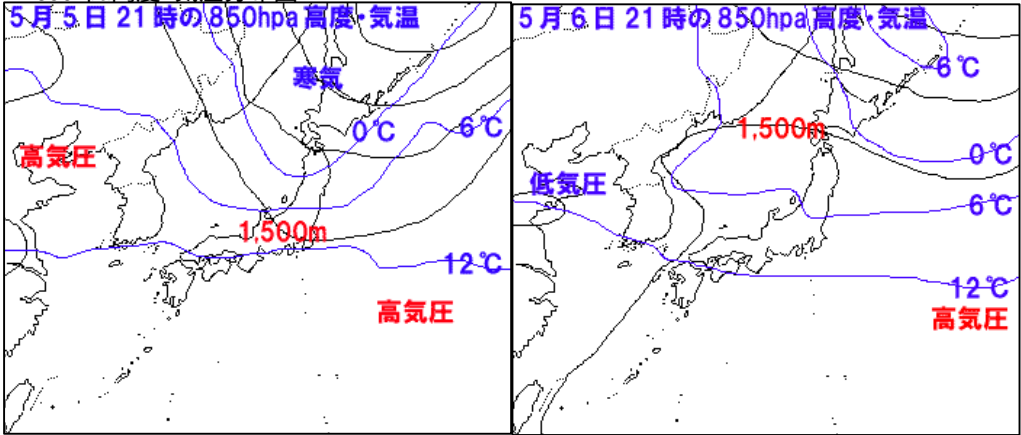 5月5日21時の850hpa高度・気温
寒気
0℃
6℃
高気圧
1,500m
12℃
高気圧
5月6日21時の850hpa高度・気温
6℃
1,500m
0℃
低気圧
6℃
12℃
高気圧